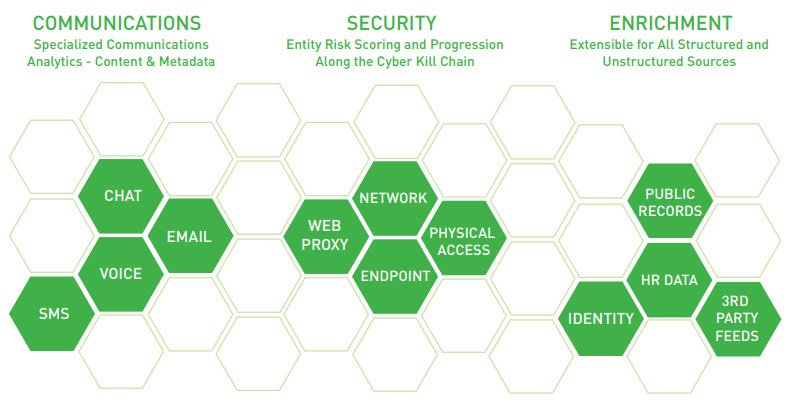 COMMUNICATIONS
Specialized Communications
Analytics - Content & Metadata
SECURITY
Entity Risk Scoring and Progression
Along the Cyber Kill Chain
ENRICHMENT
Extensible for All Structured and
Unstructured Sources
CHAT
EMAIL
VOICE
SMS
NETWORK
WEB
PROXY
PHYSICAL
ACCESS
ENDPOINT
PUBLIC
RECORDS
HR DATA
IDENTITY
3RD
PARTY
FEEDS